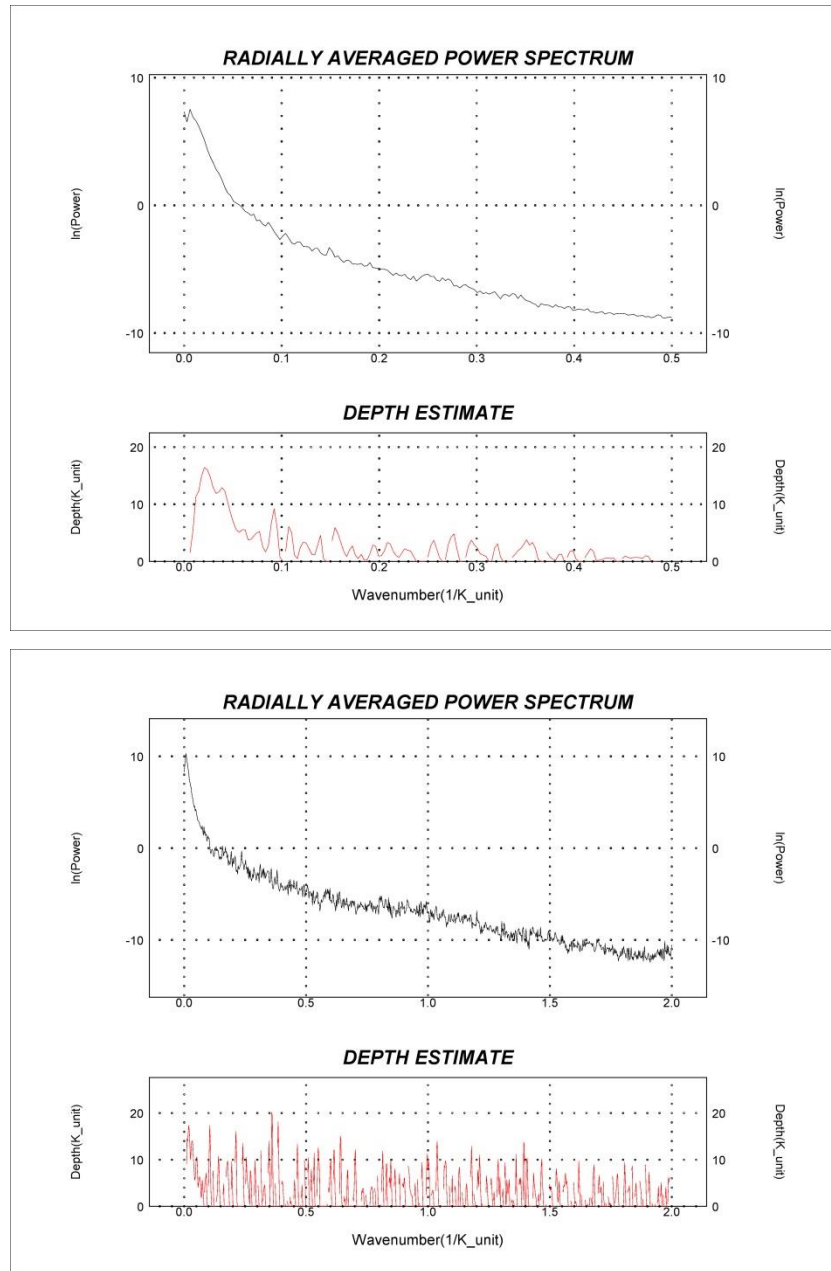 RADIALLY AVERAGED POWER SPECTRUM
10 10
ln(Power) ln(Power)
0 0
-10 -10
0.0 0.1 0.2 0.3 0.4 0.5
DEPTH ESTIMATE
20 20
Depth(K_unit) Depth(K_unit)
10 10
0 0
0.0 0.1 0.2 0.3 0.4 0.5
Wavenumber(1/K_unit)
RADIALLY AVERAGED POWER SPECTRUM
10 10
ln(Power) ln(Power)
0 0
-10 -10
0.0 0.5 1.0 1.5 2.0
DEPTH ESTIMATE
Depth(K_unit) Depth(K_unit)
20 20
10 10
0 0
0.0 0.5 1.0 1.5 2.0
Wavenumber(1/K_unit)